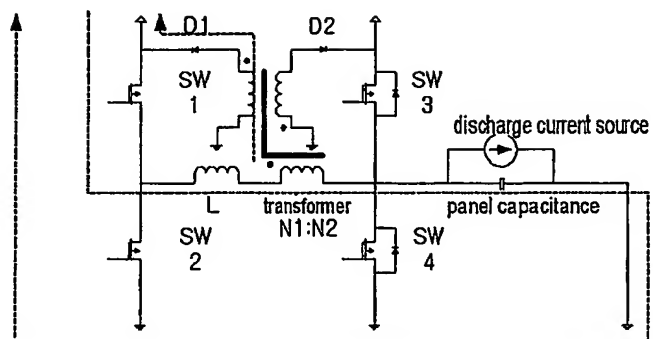 D1
D2
SW
1
SW
3
discharge current source
L
transformer
N1:N2
panel capacitance
SW
2
SW
4